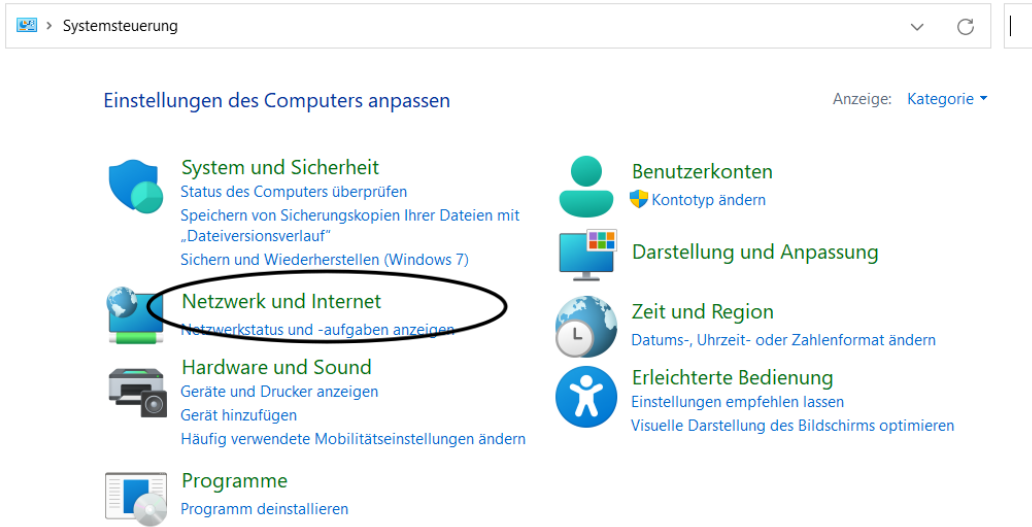 Systemsteuerung
Einstellungen des Computers anpassen
Anzeige: Kategorie
System und Sicherheit
Status des Computers überprüfen
Speichern von Sicherungskopien Ihrer Dateien mit
„Dateiversionsverlauf“
Sichern und Wiederherstellen (Windows 7)
Netzwerk und Internet
Netzwerkstatus und -aufgaben anzeigen
Hardware und Sound
Geräte und Drucker anzeigen
Gerät hinzufügen
Häufig verwendete Mobilitätseinstellungen ändern
Programme
Programm deinstallieren
Benutzerkonten
Kontotyp ändern
Darstellung und Anpassung
Zeit und Region
Datums-, Uhrzeit- oder Zahlenformat ändern
Erleichterte Bedienung
Einstellungen empfehlen lassen
Visuelle Darstellung des Bildschirms optimieren